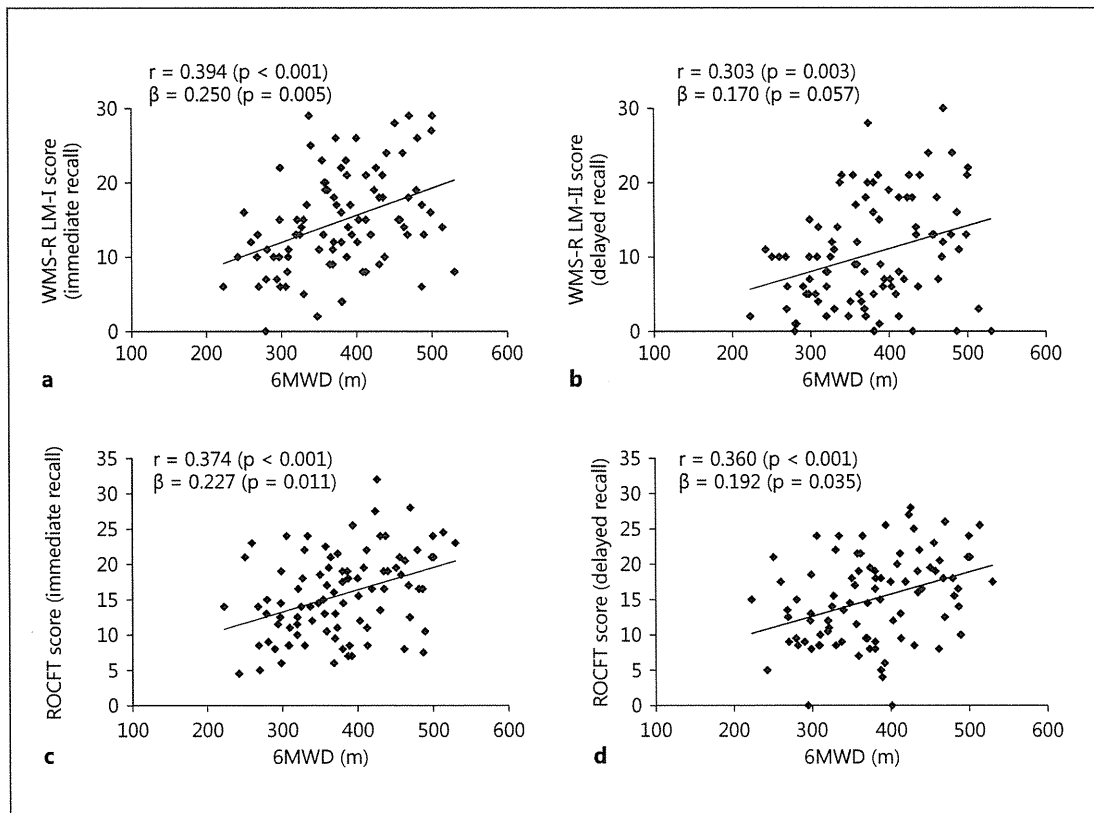 r = 0.394 (p < 0.001)
β = 0.250 (p = 0.005)
WMS-R LM-I score
(immediate recall)
30
20
10
0
100 200 300 400 500 600
6MWD (m)
a
r = 0.303 (p = 0.003)
β = 0.170 (p = 0.057)
WMS-R LM-II score
(delayed recall)
30
20
10
0
100 200 300 400 500 600
6MWD (m)
b
r = 0.374 (p < 0.001)
β = 0.227 (p = 0.011)
ROCFT score (immediate recall)
35
30
25
20
15
10
5
0
100 200 300 400 500 600
6MWD (m)
c
r = 0.360 (p < 0.001)
β = 0.192 (p = 0.035)
ROCFT score (delayed recall)
35
30
25
20
15
10
5
0
100 200 300 400 500 600
6MWD (m)
d